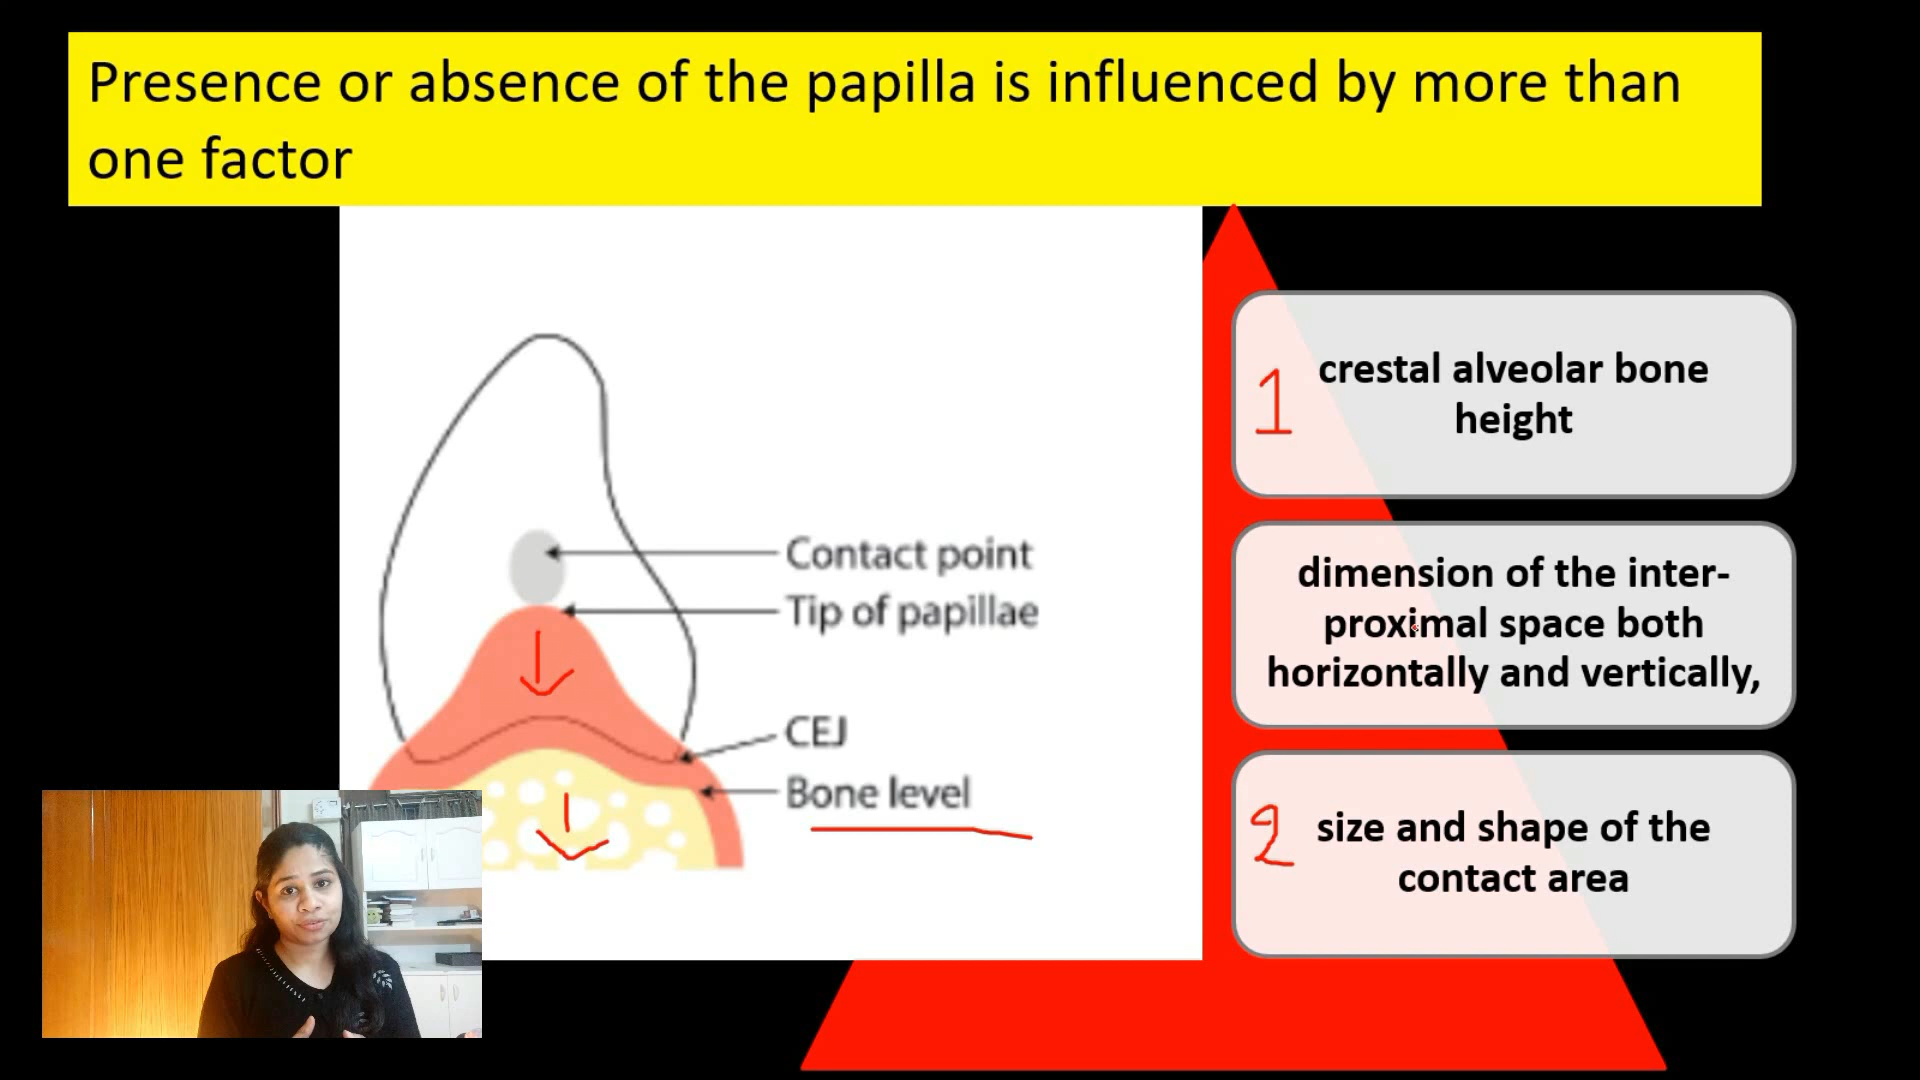 Presence or absence of the papilla is influenced by more than
one factor
Contact point
Tip of papillae
CEJ
Bone level
1
crestal alveolar bone
height
dimension of the inter-
proximal space both
horizontally and vertically,
2
size and shape of the
contact area